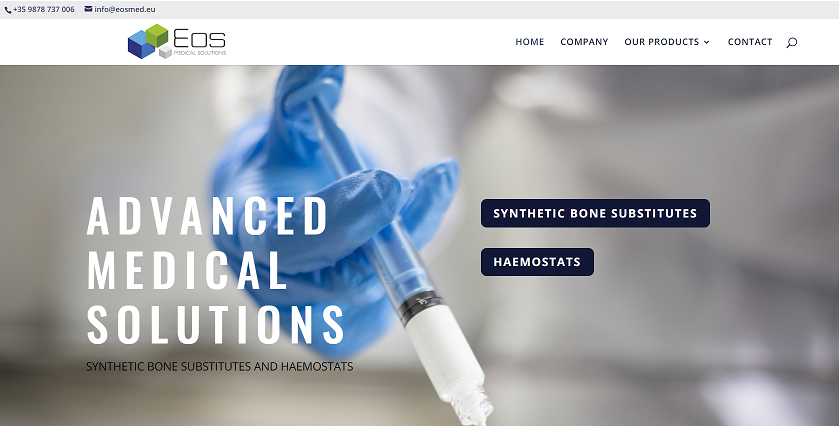 +35 9878 737 006 info@eosmed.eu
Eos
MEDICAL SOLUTIONS
HOME COMPANY OUR PRODUCTS CONTACT
ADVANCED
MEDICAL
SOLUTIONS
SYNTHETIC BONE SUBSTITUTES AND HAEMOSTATS
SYNTHETIC BONE SUBSTITUTES
HAEMOSTATS